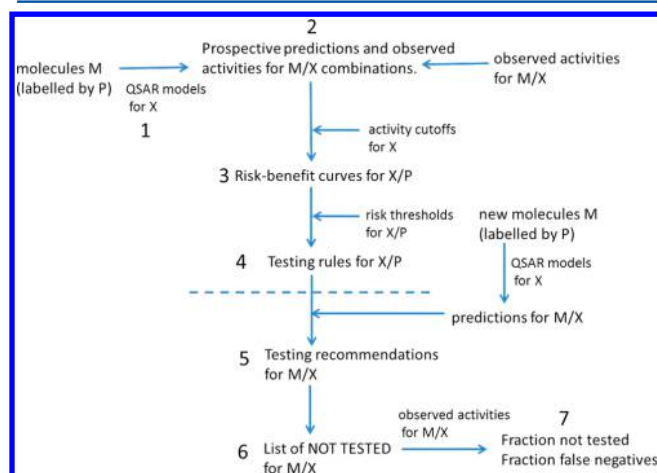 2
Prospective predictions and observed
activities for M/X combinations.
molecules M
(labelled by P)
QSAR models
for X
1
observed activities
for M/X
activity cutoffs
for X
3 Risk-benefit curves for X/P
risk thresholds
for X/P
new molecules M
(labelled by P)
4 Testing rules for X/P
QSAR models
for X
predictions for M/X
5 Testing recommendations
for M/X
observed activities
for M/X
7
6 List of NOT TESTED
for M/X
Fraction not tested
Fraction false negatives